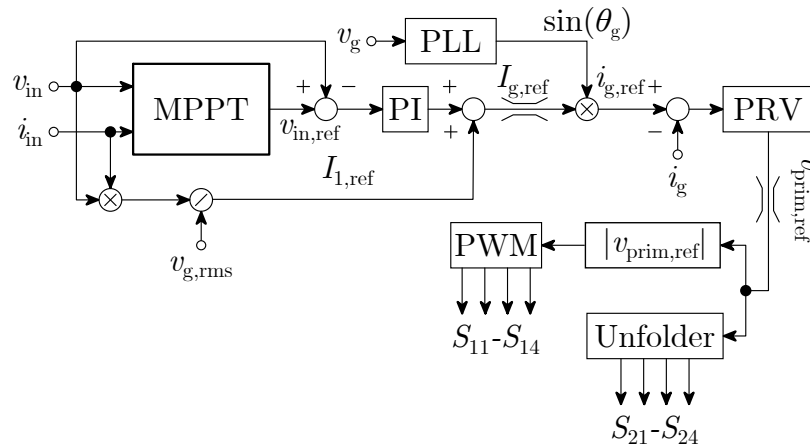 v_g
PLL
sin(θ_g)
v_in
+
−
I_g,ref
i_g,ref
+
MPPT
PI
+
×
PRV
i_in
v_in,ref
+
−
I_1,ref
i_g
×
v_g,rms
v_prim,ref
PWM
|v_prim,ref|
S_11-S_14
Unfolder
S_21-S_24